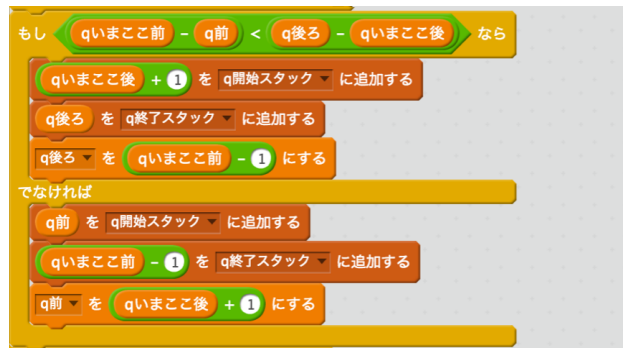 もし qいまここ前 - q前 < q後ろ - qいまここ後 なら
qいまここ後 + 1 を q開始スタック に追加する
q後ろ を q終了スタック に追加する
q後ろ を qいまここ前 - 1 にする
でなければ
q前 を q開始スタック に追加する
qいまここ前 - 1 を q終了スタック に追加する
q前 を qいまここ後 + 1 にする